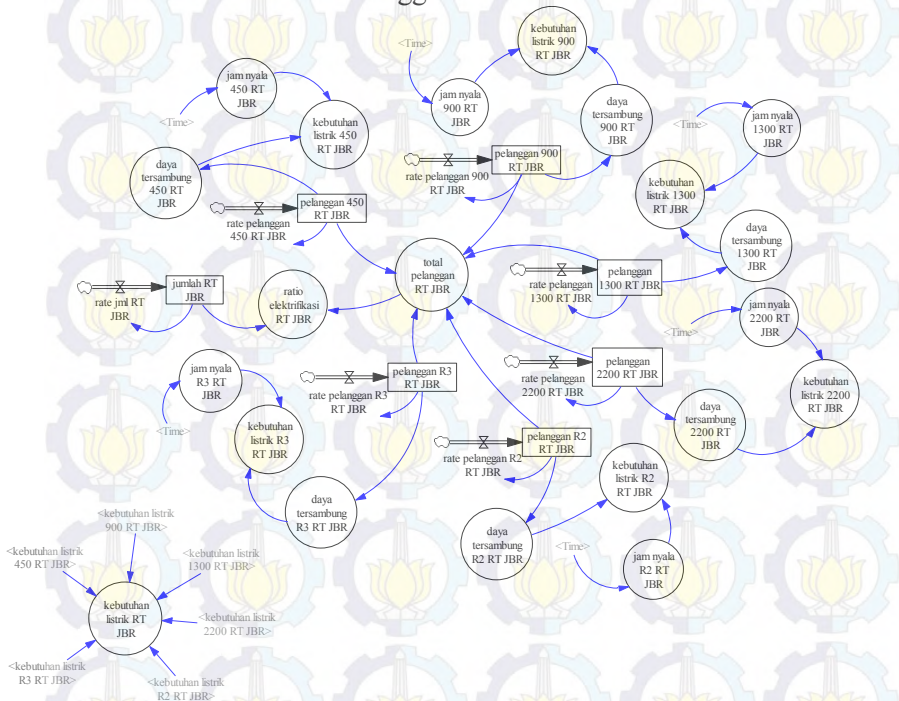 gg
kebutuhan
listrik 900
RT JBR
<Time>
jam nyala
450 RT
JBR
jam nyala
900 RT
JBR
daya
tersambung
900 RT
JBR
<Time>
jam nyala
1300 RT
JBR
<Time>
kebutuhan
listrik 450
RT JBR
daya
tersambung
450 RT
JBR
pelanggan 900
RT JBR
rate pelanggan 900
RT JBR
kebutuhan
listrik 1300
RT JBR
pelanggan 450
RT JBR
rate pelanggan
450 RT JBR
daya
tersambung
1300 RT
JBR
total
pelanggan
RT JBR
pelanggan
1300 RT JBR
rate pelanggan
1300 RT JBR
jumlah RT
JBR
rate jml RT
JBR
ratio
elektrifikasi
RT JBR
jam nyala
2200 RT
JBR
<Time>
jam nyala
R3 RT
JBR
pelanggan R3
RT JBR
rate pelanggan R3
RT JBR
pelanggan
2200 RT JBR
rate pelanggan
2200 RT JBR
kebutuhan
listrik 2200
RT JBR
<Time>
kebutuhan
listrik R3
RT JBR
daya
tersambung
2200 RT
JBR
pelanggan R2
RT JBR
rate pelanggan R2
RT JBR
kebutuhan
listrik R2
RT JBR
daya
tersambung
R3 RT JBR
daya
tersambung
R2 RT JBR
<Time>
jam nyala
R2 RT
JBR
<kebutuhan listrik
900 RT JBR>
<kebutuhan listrik
450 RT JBR>
<kebutuhan listrik
1300 RT JBR>
kebutuhan
listrik RT
JBR
<kebutuhan listrik
2200 RT JBR>
<kebutuhan listrik
R3 RT JBR>
<kebutuhan listrik
R2 RT JBR>